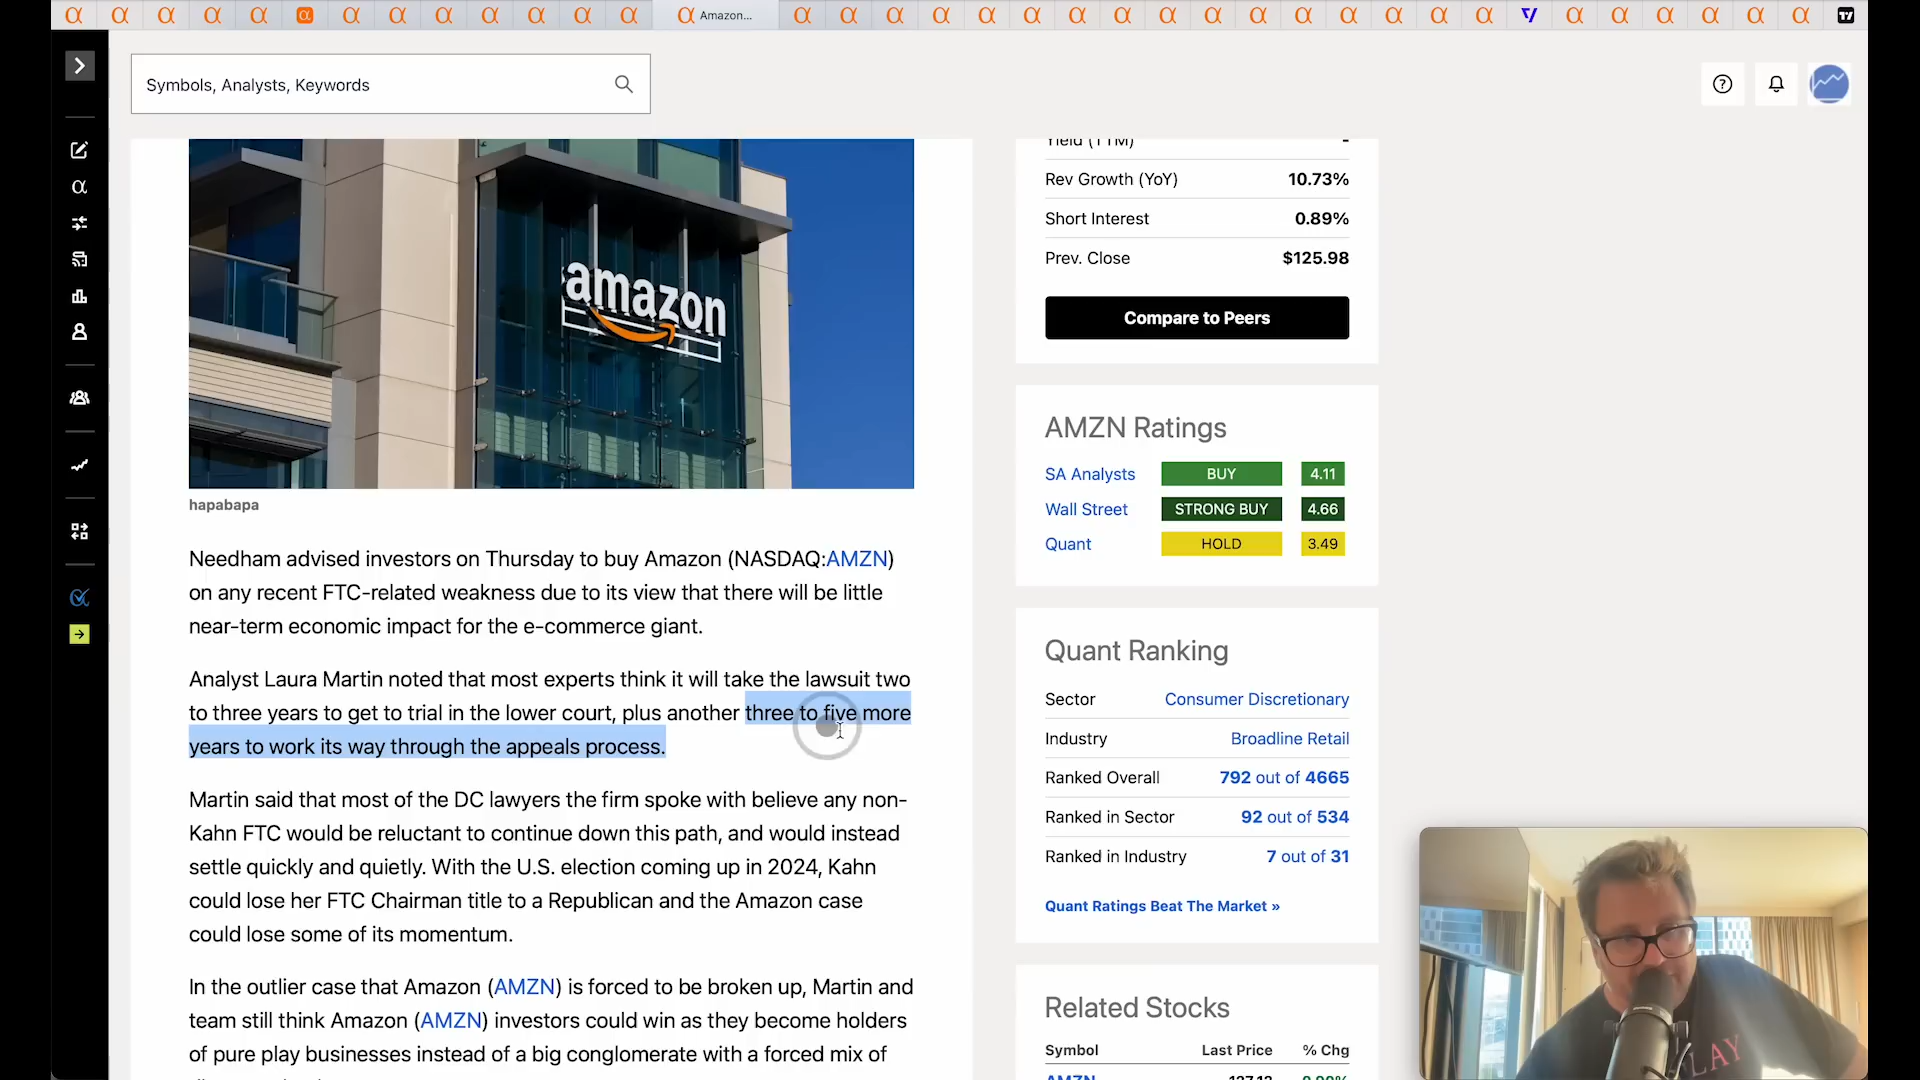 Amazon...
Symbols, Analysts, Keywords
amazon
hapabapa
Needham advised investors on Thursday to buy Amazon (NASDAQ:AMZN)
on any recent FTC-related weakness due to its view that there will be little
near-term economic impact for the e-commerce giant.
Analyst Laura Martin noted that most experts think it will take the lawsuit two
to three years to get to trial in the lower court, plus another three to five more
years to work its way through the appeals process.
Martin said that most of the DC lawyers the firm spoke with believe any non-
Kahn FTC would be reluctant to continue down this path, and would instead
settle quickly and quietly. With the U.S. election coming up in 2024, Kahn
could lose her FTC Chairman title to a Republican and the Amazon case
could lose some of its momentum.
In the outlier case that Amazon (AMZN) is forced to be broken up, Martin and
team still think Amazon (AMZN) investors could win as they become holders
of pure play businesses instead of a big conglomerate with a forced mix of
Yield (TTM) -
Rev Growth (YoY) 10.73%
Short Interest 0.89%
Prev. Close $125.98
Compare to Peers
AMZN Ratings
SA Analysts BUY 4.11
Wall Street STRONG BUY 4.66
Quant HOLD 3.49
Quant Ranking
Sector Consumer Discretionary
Industry Broadline Retail
Ranked Overall 792 out of 4665
Ranked in Sector 92 out of 534
Ranked in Industry 7 out of 31
Quant Ratings Beat The Market »
Related Stocks
Symbol Last Price % Chg
AMZN 127.12
LAY